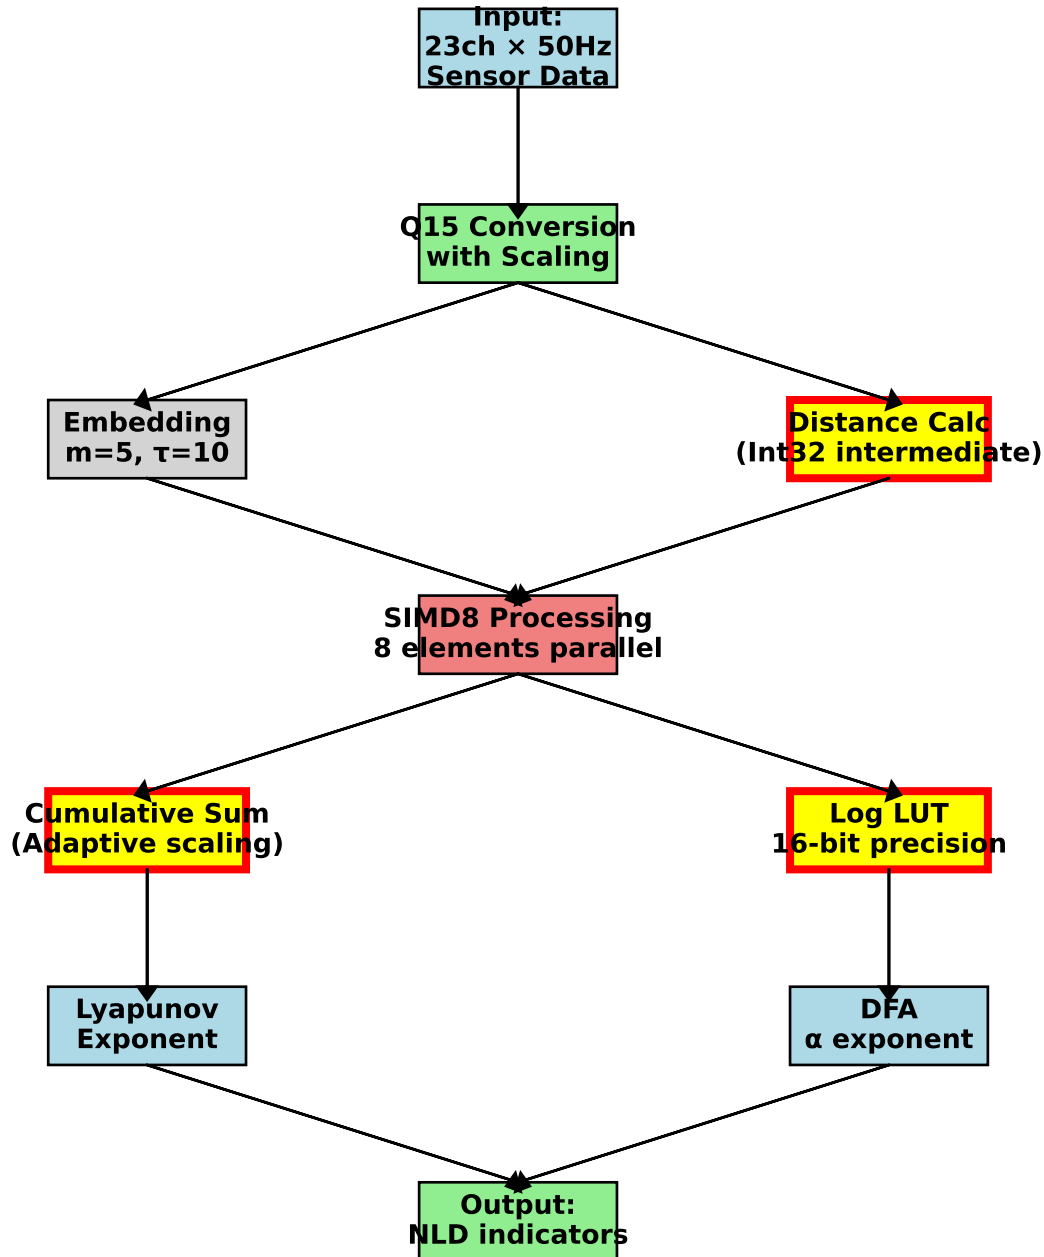 Input:
23ch × 50Hz
Sensor Data
Q15 Conversion
with Scaling
Embedding
m=5, τ=10
Distance Calc
(Int32 intermediate)
SIMD8 Processing
8 elements parallel
Cumulative Sum
(Adaptive scaling)
Log LUT
16-bit precision
Lyapunov
Exponent
DFA
α exponent
Output:
NLD indicators